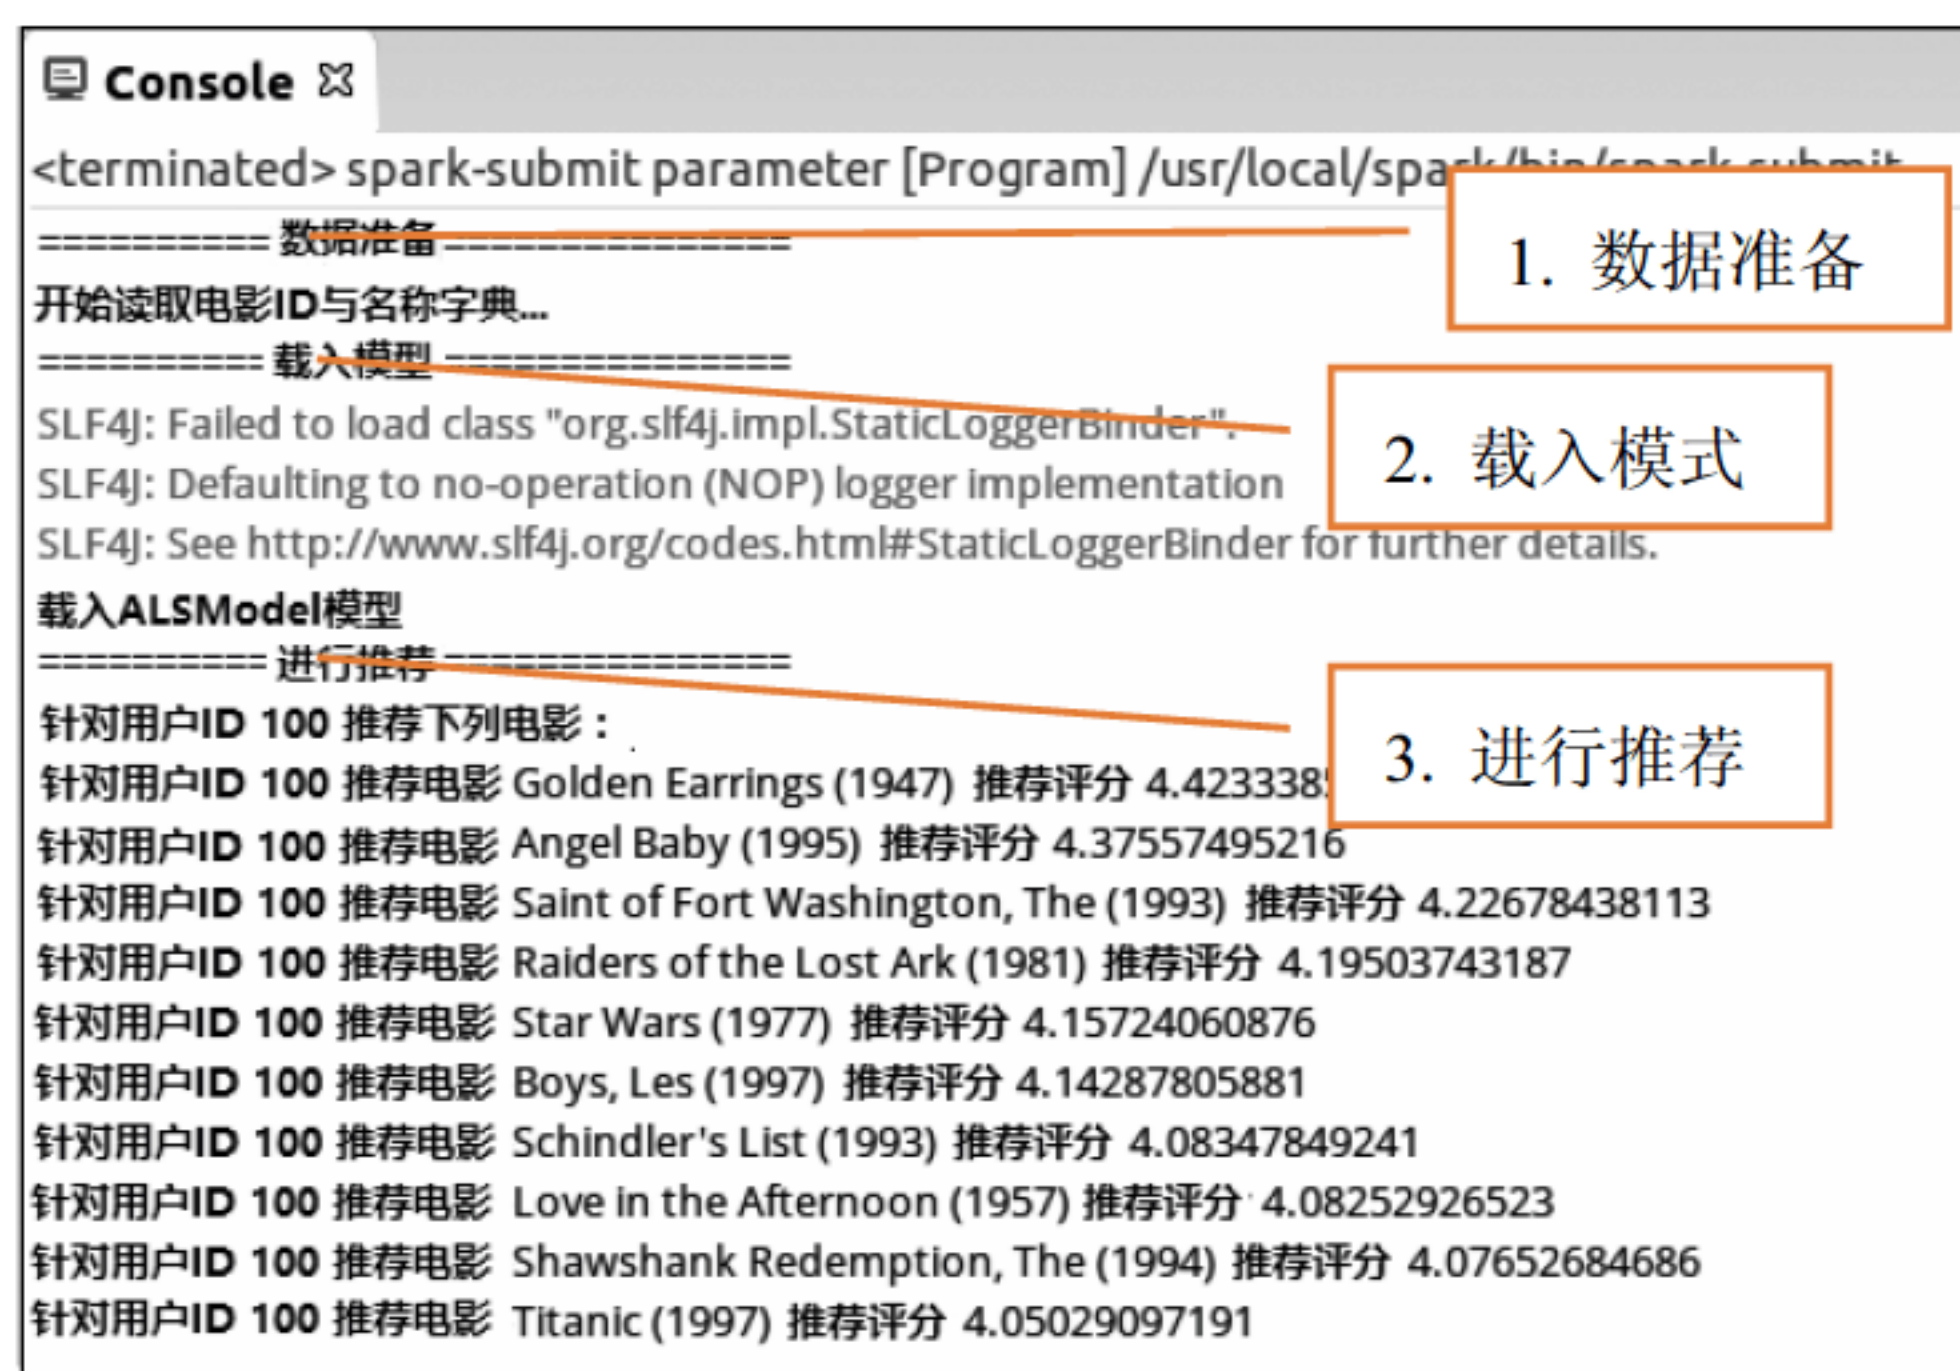 Console
<terminated> spark-submit parameter [Program] /usr/local/spark/bin/spark-submit
========== 数据准备 ===============
1. 数据准备
开始读取电影ID与名称字典...
========== 载入模型 ===============
SLF4J: Failed to load class "org.slf4j.impl.StaticLoggerBinder".
2. 载入模式
SLF4J: Defaulting to no-operation (NOP) logger implementation
SLF4J: See http://www.slf4j.org/codes.html#StaticLoggerBinder for further details.
载入ALSModel模型
========== 进行推荐 ===============
针对用户ID 100 推荐下列电影：
3. 进行推荐
针对用户ID 100 推荐电影 Golden Earrings (1947) 推荐评分 4.423338
针对用户ID 100 推荐电影 Angel Baby (1995) 推荐评分 4.37557495216
针对用户ID 100 推荐电影 Saint of Fort Washington, The (1993) 推荐评分 4.22678438113
针对用户ID 100 推荐电影 Raiders of the Lost Ark (1981) 推荐评分 4.19503743187
针对用户ID 100 推荐电影 Star Wars (1977) 推荐评分 4.15724060876
针对用户ID 100 推荐电影 Boys, Les (1997) 推荐评分 4.14287805881
针对用户ID 100 推荐电影 Schindler's List (1993) 推荐评分 4.08347849241
针对用户ID 100 推荐电影 Love in the Afternoon (1957) 推荐评分 4.08252926523
针对用户ID 100 推荐电影 Shawshank Redemption, The (1994) 推荐评分 4.07652684686
针对用户ID 100 推荐电影 Titanic (1997) 推荐评分 4.05029097191